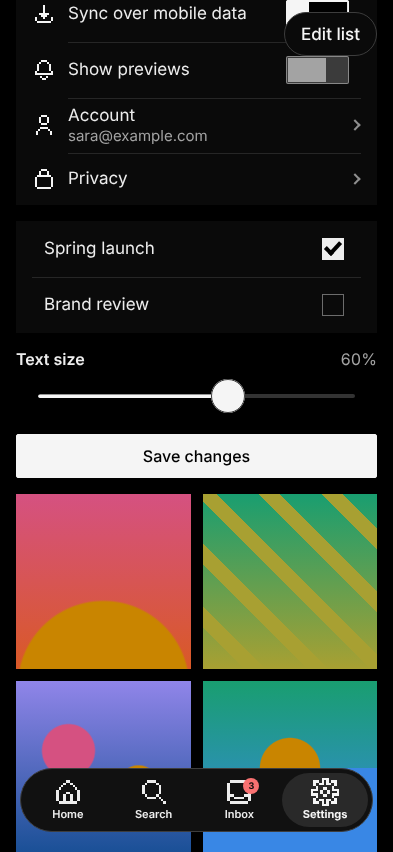 Sync over mobile data
Edit list
Show previews
Account
sara@example.com
Privacy
Spring launch
Brand review
Text size
60%
Save changes
3
Home
Search
Inbox
Settings